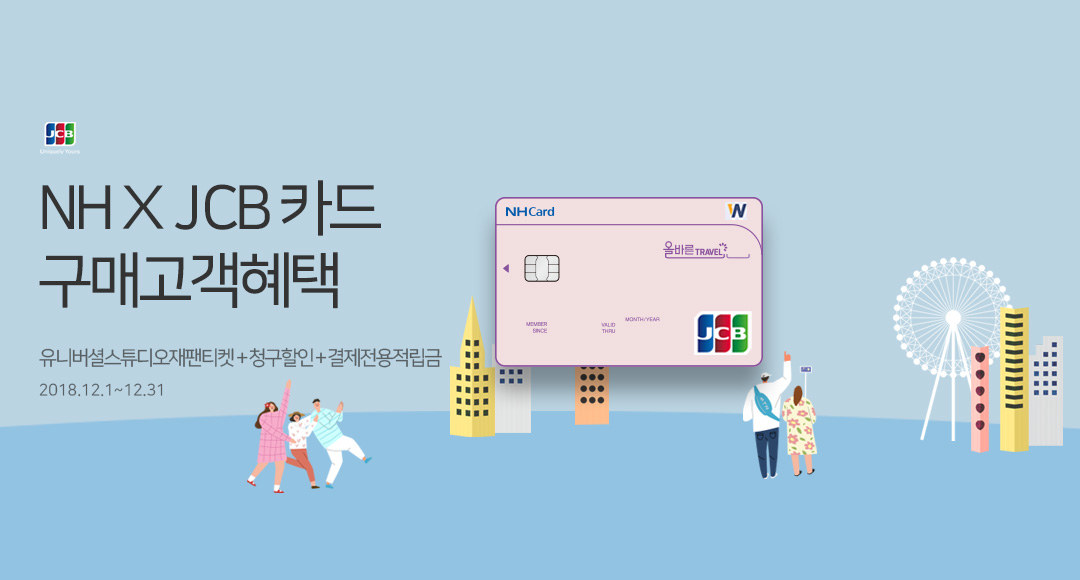 JCB
NH X JCB 카드
구매고객혜택
유니버셜스튜디오재팬티켓 + 청구할인 + 결제전용적립금
2018.12.1~12.31
NH Card
W
올바른 TRAVEL
MONTH/YEAR
MEMBER SINCE
VALID THRU
JCB